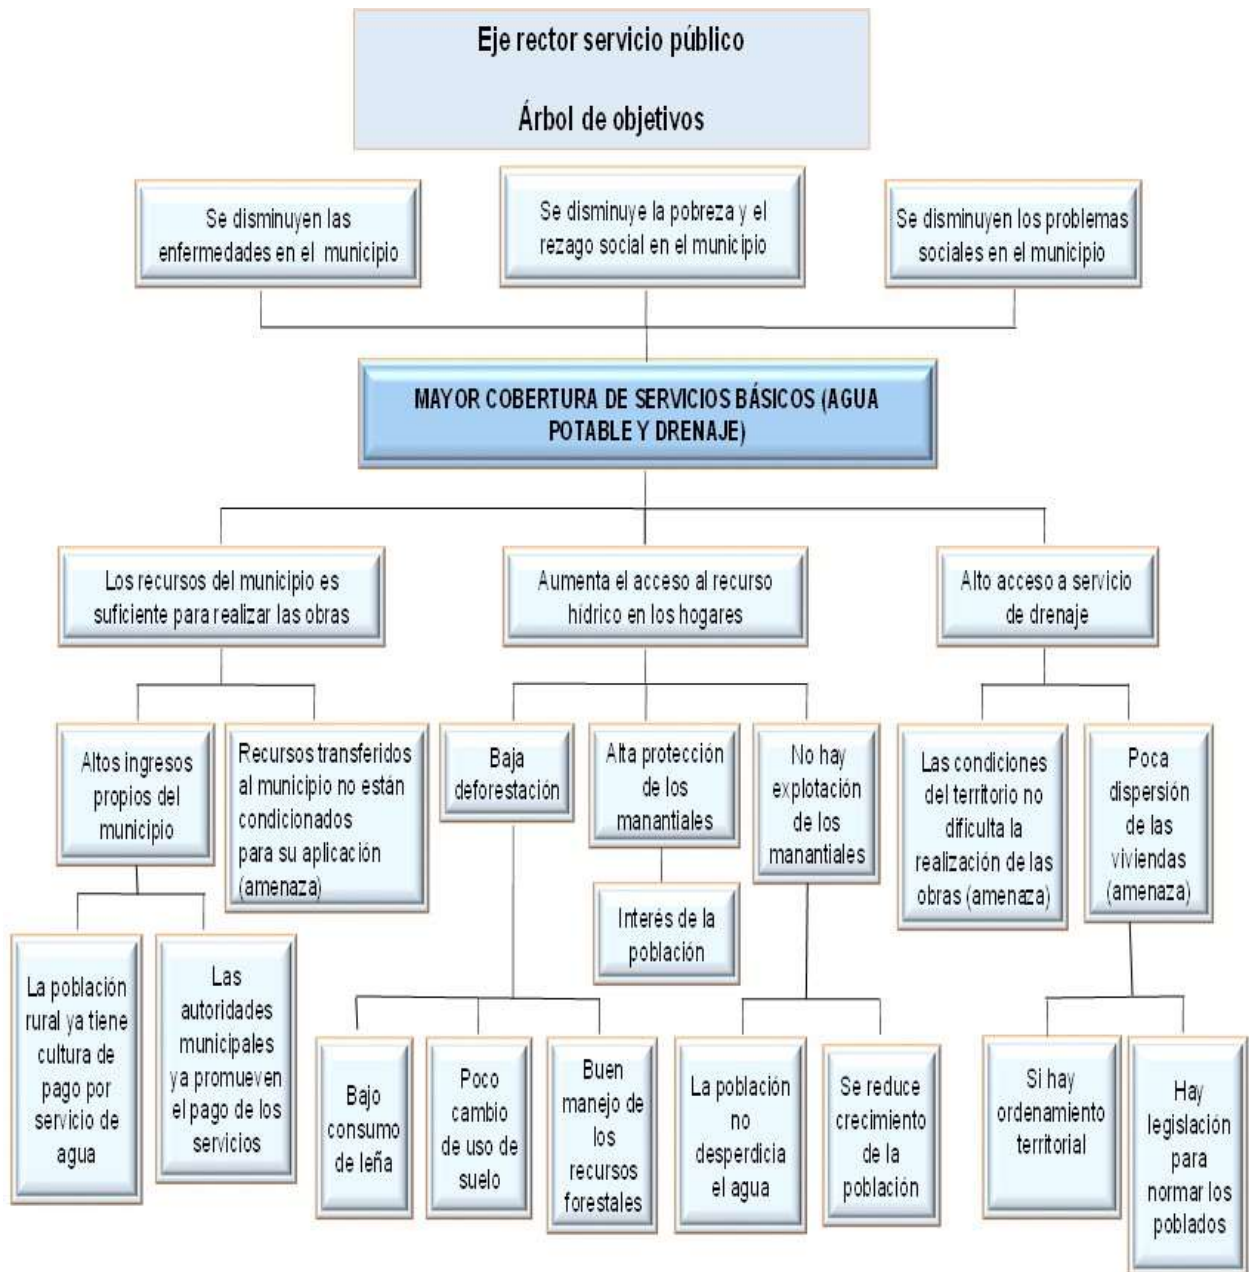 Eje rector servicio público
Árbol de objetivos
Se disminuyen las
enfermedades en el municipio
Se disminuye la pobreza y el
rezago social en el municipio
Se disminuyen los problemas
sociales en el municipio
MAYOR COBERTURA DE SERVICIOS BÁSICOS (AGUA
POTABLE Y DRENAJE)
Los recursos del municipio es
suficiente para realizar las obras
Aumenta el acceso al recurso
hídrico en los hogares
Alto acceso a servicio
de drenaje
Altos ingresos
propios del
municipio
Recursos transferidos
al municipio no están
condicionados
para su aplicación
(amenaza)
Baja
deforestación
Alta protección
de los
manantiales
No hay
explotación
de los
manantiales
Las condiciones
del territorio no
dificulta la
realización de las
obras (amenaza)
Poca
dispersión
de las
viviendas
(amenaza)
Interés de la
población
La población
rural ya tiene
cultura de
pago por
servicio de
agua
Las
autoridades
municipales
ya promueven
el pago de los
servicios
Bajo
consumo
de leña
Poco
cambio
de uso de
suelo
Buen
manejo de
los
recursos
forestales
La población
no
desperdicia
el agua
Se reduce
crecimiento
de la
población
Si hay
ordenamiento
territorial
Hay
legislación
para
normar los
poblados